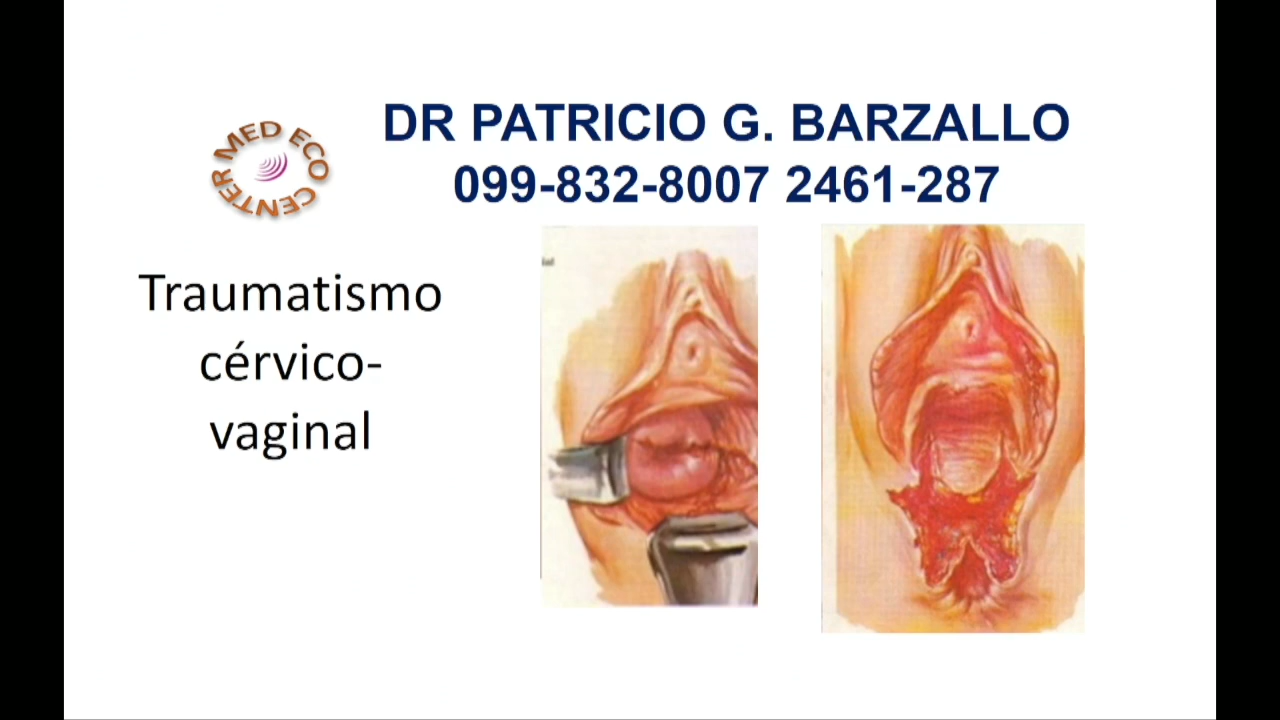 MED ECO CENTER
DR PATRICIO G. BARZALLO
099-832-8007 2461-287
Traumatismo
cérvico-
vaginal